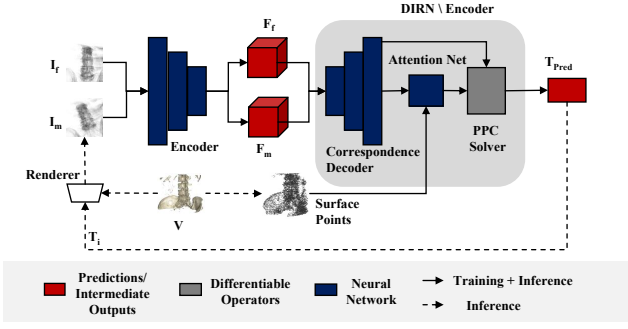 DIRN \ Encoder
F_f
Attention Net
T_Pred
I_f
I_m
Encoder
F_m
Correspondence
Decoder
PPC
Solver
Renderer
Surface
Points
V
T_i
Predictions/
Intermediate
Outputs
Differentiable
Operators
Neural
Network
Training + Inference
Inference